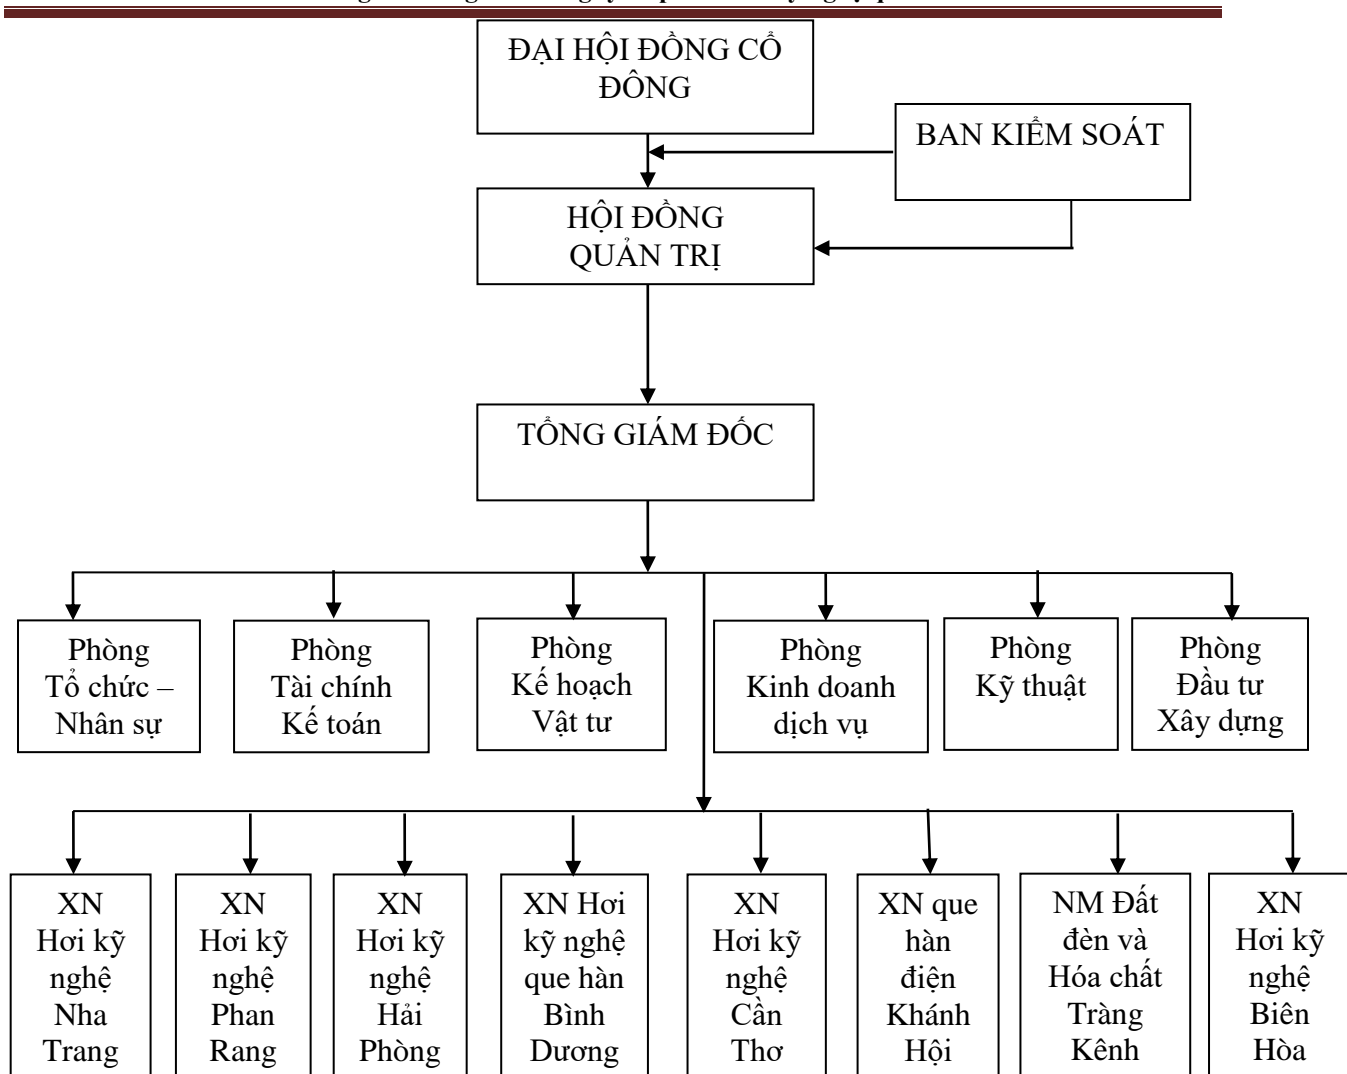 ĐẠI HỘI ĐỒNG CỔ
ĐÔNG
BAN KIỂM SOÁT
HỘI ĐỒNG
QUẢN TRỊ
TỔNG GIÁM ĐỐC
Phòng
Tổ chức –
Nhân sự
Phòng
Tài chính
Kế toán
Phòng
Kế hoạch
Vật tư
Phòng
Kinh doanh
dịch vụ
Phòng
Kỹ thuật
Phòng
Đầu tư
Xây dựng
XN
Hơi kỹ
nghệ
Nha
Trang
XN
Hơi kỹ
nghệ
Phan
Rang
XN
Hơi kỹ
nghệ
Hải
Phòng
XN Hơi
kỹ nghệ
que hàn
Bình
Dương
XN
Hơi kỹ
nghệ
Cần
Thơ
XN que
hàn
điện
Khánh
Hội
NM Đất
đèn và
Hóa chất
Tràng
Kênh
XN
Hơi kỹ
nghệ
Biên
Hòa